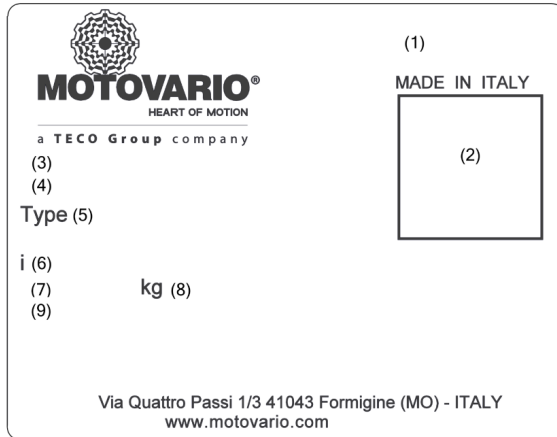 (1)
MOTOVARIO®
HEART OF MOTION
a TECO Group company
MADE IN ITALY
(2)
(3)
(4)
Type (5)
i (6)
(7) kg (8)
(9)
Via Quattro Passi 1/3 41043 Formigine (MO) - ITALY
www.motovario.com